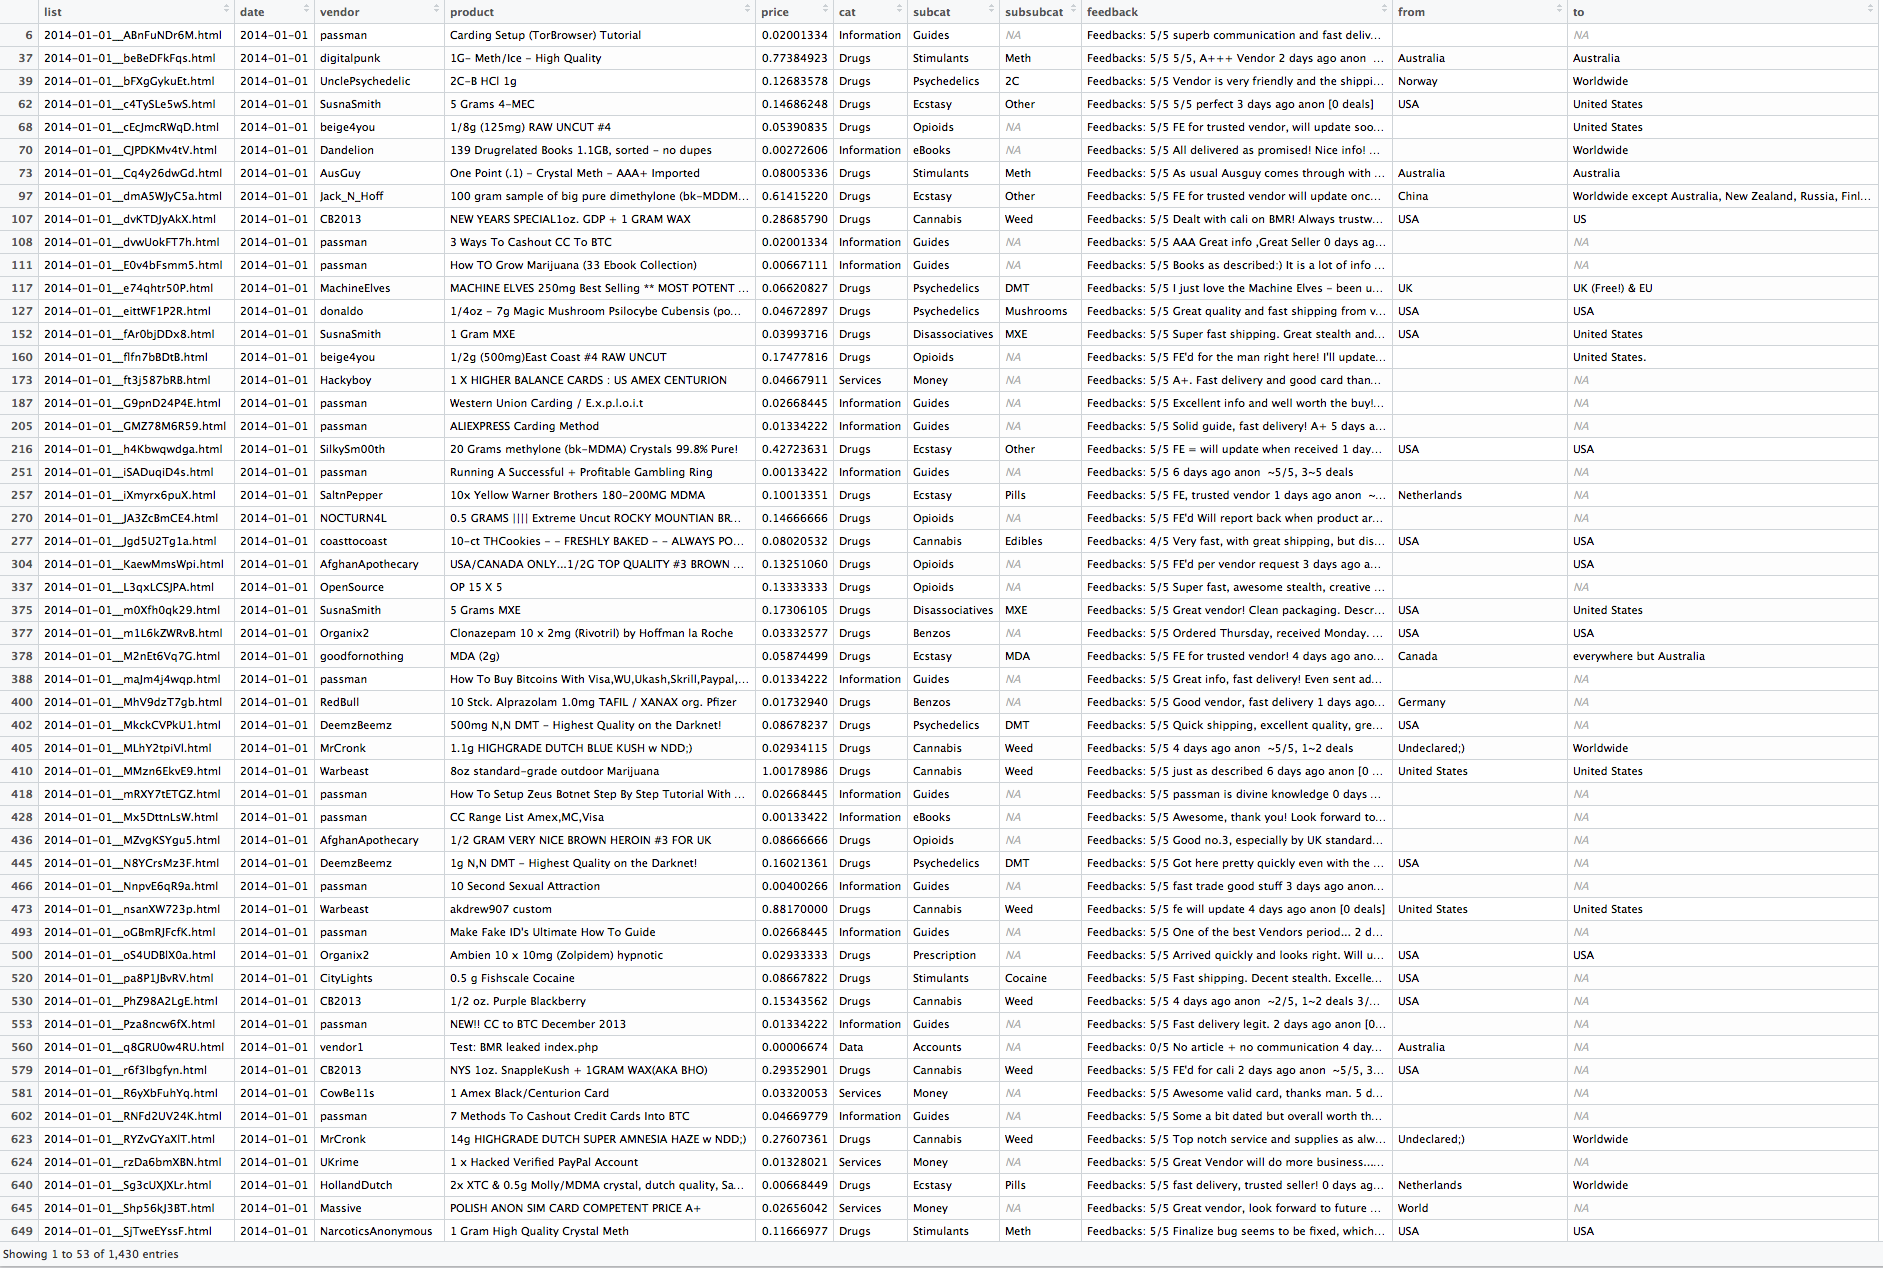 list date vendor product price cat subcat subsubcat feedback from to
6 2014-01-01__ABnFuNDr6M.html 2014-01-01 passman Carding Setup (TorBrowser) Tutorial 0.02001334 Information Guides NA Feedbacks: 5/5 superb communication and fast deliv... NA
37 2014-01-01__beBeDFkFqs.html 2014-01-01 digitalpunk 1G- Meth/Ice - High Quality 0.77384923 Drugs Stimulants Meth Feedbacks: 5/5 5/5, A+++ Vendor 2 days ago anon ... Australia Australia
39 2014-01-01__bFXgGykuEt.html 2014-01-01 UnclePsychedelic 2C-B HCl 1g 0.12683578 Drugs Psychedelics 2C Feedbacks: 5/5 Vendor is very friendly and the shippi... Norway Worldwide
62 2014-01-01__c4TySLe5wS.html 2014-01-01 SusnaSmith 5 Grams 4-MEC 0.14686248 Drugs Ecstasy Other Feedbacks: 5/5 5/5 perfect 3 days ago anon [0 deals] USA United States
68 2014-01-01__cEcJmcRWqD.html 2014-01-01 beige4you 1/8g (125mg) RAW UNCUT #4 0.05390835 Drugs Opioids NA Feedbacks: 5/5 FE for trusted vendor, will update soo... United States
70 2014-01-01__CJPDKMv4tV.html 2014-01-01 Dandelion 139 Drugrelated Books 1.1GB, sorted - no dupes 0.00272606 Information eBooks NA Feedbacks: 5/5 All delivered as promised! Nice info! ... Worldwide
73 2014-01-01__Cq4y26dwGd.html 2014-01-01 AusGuy One Point (.1) - Crystal Meth - AAA+ Imported 0.08005336 Drugs Stimulants Meth Feedbacks: 5/5 As usual Ausguy comes through with ... Australia Australia
97 2014-01-01__dmA5WJyC5a.html 2014-01-01 Jack_N_Hoff 100 gram sample of big pure dimethylone (bk-MDDM... 0.61415220 Drugs Ecstasy Other Feedbacks: 5/5 FE for trusted vendor will update onc... China Worldwide except Australia, New Zealand, Russia, Finl...
107 2014-01-01__dvKTDJyAkX.html 2014-01-01 CB2013 NEW YEARS SPECIAL1oz. GDP + 1 GRAM WAX 0.28685790 Drugs Cannabis Weed Feedbacks: 5/5 Dealt with cali on BMR! Always trustw... USA US
108 2014-01-01__dvwUokFT7h.html 2014-01-01 passman 3 Ways To Cashout CC To BTC 0.02001334 Information Guides NA Feedbacks: 5/5 AAA Great info ,Great Seller 0 days ag... NA
111 2014-01-01__E0v4bFsmm5.html 2014-01-01 passman How TO Grow Marijuana (33 Ebook Collection) 0.00667111 Information Guides NA Feedbacks: 5/5 Books as described:) It is a lot of info ... NA
117 2014-01-01__e74qhtr50P.html 2014-01-01 MachineElves MACHINE ELVES 250mg Best Selling ** MOST POTENT ... 0.06620827 Drugs Psychedelics DMT Feedbacks: 5/5 I just love the Machine Elves - been u... UK UK (Free!) & EU
127 2014-01-01__eittWF1P2R.html 2014-01-01 donaldo 1/4oz - 7g Magic Mushroom Psilocybe Cubensis (po... 0.04672897 Drugs Psychedelics Mushrooms Feedbacks: 5/5 Great quality and fast shipping from v... USA USA
152 2014-01-01__fAr0bjDDx8.html 2014-01-01 SusnaSmith 1 Gram MXE 0.03993716 Drugs Disassociatives MXE Feedbacks: 5/5 Super fast shipping. Great stealth and... USA United States
160 2014-01-01__flfn7bBDtB.html 2014-01-01 beige4you 1/2g (500mg)East Coast #4 RAW UNCUT 0.17477816 Drugs Opioids NA Feedbacks: 5/5 FE'd for the man right here! I'll update... United States.
173 2014-01-01__ft3j587bRB.html 2014-01-01 Hackyboy 1 X HIGHER BALANCE CARDS : US AMEX CENTURION 0.04667911 Services Money NA Feedbacks: 5/5 A+. Fast delivery and good card than... NA
187 2014-01-01__G9pnD24P4E.html 2014-01-01 passman Western Union Carding / E.x.p.l.o.i.t 0.02668445 Information Guides NA Feedbacks: 5/5 Excellent info and well worth the buy!... NA
205 2014-01-01__GMZ78M6R59.html 2014-01-01 passman ALIEXPRESS Carding Method 0.01334222 Information Guides NA Feedbacks: 5/5 Solid guide, fast delivery! A+ 5 days a... NA
216 2014-01-01__h4Kbwqwdga.html 2014-01-01 SilkySm00th 20 Grams methylone (bk-MDMA) Crystals 99.8% Pure! 0.42723631 Drugs Ecstasy Other Feedbacks: 5/5 FE = will update when received 1 day... USA USA
251 2014-01-01__iSADuqiD4s.html 2014-01-01 passman Running A Successful + Profitable Gambling Ring 0.00133422 Information Guides NA Feedbacks: 5/5 6 days ago anon ~5/5, 3~5 deals NA
257 2014-01-01__iXmyrx6puX.html 2014-01-01 SaltnPepper 10x Yellow Warner Brothers 180-200MG MDMA 0.10013351 Drugs Ecstasy Pills Feedbacks: 5/5 FE, trusted vendor 1 days ago anon ~... Netherlands NA
270 2014-01-01__JA3ZcBmCE4.html 2014-01-01 NOCTURN4L 0.5 GRAMS |||| Extreme Uncut ROCKY MOUNTIAN BR... 0.14666666 Drugs Opioids NA Feedbacks: 5/5 FE'd Will report back when product ar... NA
277 2014-01-01__Jgd5U2Tg1a.html 2014-01-01 coasttocoast 10-ct THCookies - - FRESHLY BAKED - - ALWAYS PO... 0.08020532 Drugs Cannabis Edibles Feedbacks: 4/5 Very fast, with great shipping, but dis... USA USA
304 2014-01-01__KaewMmsWpi.html 2014-01-01 AfghanApothecary USA/CANADA ONLY...1/2G TOP QUALITY #3 BROWN ... 0.13251060 Drugs Opioids NA Feedbacks: 5/5 FE'd per vendor request 3 days ago a... USA
337 2014-01-01__L3qxLCSJPA.html 2014-01-01 OpenSource OP 15 X 5 0.13333333 Drugs Opioids NA Feedbacks: 5/5 Super fast, awesome stealth, creative ... NA
375 2014-01-01__m0Xfh0qk29.html 2014-01-01 SusnaSmith 5 Grams MXE 0.17306105 Drugs Disassociatives MXE Feedbacks: 5/5 Great vendor! Clean packaging. Descr... USA United States
377 2014-01-01__m1L6kZWRvB.html 2014-01-01 Organix2 Clonazepam 10 x 2mg (Rivotril) by Hoffman la Roche 0.03332577 Drugs Benzos NA Feedbacks: 5/5 Ordered Thursday, received Monday. ... USA USA
378 2014-01-01__M2nEt6Vq7G.html 2014-01-01 goodfornothing MDA (2g) 0.05874499 Drugs Ecstasy MDA Feedbacks: 5/5 FE for trusted vendor! 4 days ago ano... Canada everywhere but Australia
388 2014-01-01__maJm4j4wqp.html 2014-01-01 passman How To Buy Bitcoins With Visa,WU,Ukash,Skrill,Paypal,... 0.01334222 Information Guides NA Feedbacks: 5/5 Great info, fast delivery! Even sent ad... NA
400 2014-01-01__MhV9dzT7gb.html 2014-01-01 RedBull 10 Stck. Alprazolam 1.0mg TAFIL / XANAX org. Pfizer 0.01732940 Drugs Benzos NA Feedbacks: 5/5 Good vendor, fast delivery 1 days ago... Germany NA
402 2014-01-01__MkckCVPkU1.html 2014-01-01 DeemzBeemz 500mg N,N DMT - Highest Quality on the Darknet! 0.08678237 Drugs Psychedelics DMT Feedbacks: 5/5 Quick shipping, excellent quality, gre... USA NA
405 2014-01-01__MLhY2tpiVI.html 2014-01-01 MrCronk 1.1g HIGHGRADE DUTCH BLUE KUSH w NDD;) 0.02934115 Drugs Cannabis Weed Feedbacks: 5/5 4 days ago anon ~5/5, 1~2 deals Undeclared;) Worldwide
410 2014-01-01__MMzn6EkvE9.html 2014-01-01 Warbeast 8oz standard-grade outdoor Marijuana 1.00178986 Drugs Cannabis Weed Feedbacks: 5/5 just as described 6 days ago anon [0 ... United States United States
418 2014-01-01__mRXY7tETGZ.html 2014-01-01 passman How To Setup Zeus Botnet Step By Step Tutorial With ... 0.02668445 Information Guides NA Feedbacks: 5/5 passman is divine knowledge 0 days ... NA
428 2014-01-01__Mx5DttnLsW.html 2014-01-01 passman CC Range List Amex,MC,Visa 0.00133422 Information eBooks NA Feedbacks: 5/5 Awesome, thank you! Look forward to... NA
436 2014-01-01__MZvgKSYgu5.html 2014-01-01 AfghanApothecary 1/2 GRAM VERY NICE BROWN HEROIN #3 FOR UK 0.08666666 Drugs Opioids NA Feedbacks: 5/5 Good no.3, especially by UK standard... NA
445 2014-01-01__N8YCrsMz3F.html 2014-01-01 DeemzBeemz 1g N,N DMT - Highest Quality on the Darknet! 0.16021361 Drugs Psychedelics DMT Feedbacks: 5/5 Got here pretty quickly even with the ... USA NA
466 2014-01-01__NnpvE6qR9a.html 2014-01-01 passman 10 Second Sexual Attraction 0.00400266 Information Guides NA Feedbacks: 5/5 fast trade good stuff 3 days ago anon... NA
473 2014-01-01__nsanXW723p.html 2014-01-01 Warbeast akdrew907 custom 0.88170000 Drugs Cannabis Weed Feedbacks: 5/5 fe will update 4 days ago anon [0 deals] United States United States
493 2014-01-01__oGBmRJFcfK.html 2014-01-01 passman Make Fake ID's Ultimate How To Guide 0.02668445 Information Guides NA Feedbacks: 5/5 One of the best Vendors period... 2 d... NA
500 2014-01-01__oS4UDBlX0a.html 2014-01-01 Organix2 Ambien 10 x 10mg (Zolpidem) hypnotic 0.02933333 Drugs Prescription NA Feedbacks: 5/5 Arrived quickly and looks right. Will u... USA USA
520 2014-01-01__pa8P1JBvRV.html 2014-01-01 CityLights 0.5 g Fishscale Cocaine 0.08667822 Drugs Stimulants Cocaine Feedbacks: 5/5 Fast shipping. Decent stealth. Excelle... USA NA
530 2014-01-01__PhZ98A2LgE.html 2014-01-01 CB2013 1/2 oz. Purple Blackberry 0.15343562 Drugs Cannabis Weed Feedbacks: 5/5 4 days ago anon ~2/5, 1~2 deals 3/... USA NA
553 2014-01-01__Pza8ncw6fX.html 2014-01-01 passman NEW!! CC to BTC December 2013 0.01334222 Information Guides NA Feedbacks: 5/5 Fast delivery legit. 2 days ago anon [0... NA
560 2014-01-01__q8GRU0w4RU.html 2014-01-01 vendor1 Test: BMR leaked index.php 0.00006674 Data Accounts NA Feedbacks: 0/5 No article + no communication 4 day... Australia NA
579 2014-01-01__r6f3Ibgfyn.html 2014-01-01 CB2013 NYS 1oz. SnappleKush + 1GRAM WAX(AKA BHO) 0.29352901 Drugs Cannabis Weed Feedbacks: 5/5 FE'd for cali 2 days ago anon ~5/5, 3... USA NA
581 2014-01-01__R6yXbFuhYq.html 2014-01-01 CowBe11s 1 Amex Black/Centurion Card 0.03320053 Services Money NA Feedbacks: 5/5 Awesome valid card, thanks man. 5 d... NA
602 2014-01-01__RNFd2UV24K.html 2014-01-01 passman 7 Methods To Cashout Credit Cards Into BTC 0.04669779 Information Guides NA Feedbacks: 5/5 Some a bit dated but overall worth th... NA
623 2014-01-01__RYZvGYaXlT.html 2014-01-01 MrCronk 14g HIGHGRADE DUTCH SUPER AMNESIA HAZE w NDD;) 0.27607361 Drugs Cannabis Weed Feedbacks: 5/5 Top notch service and supplies as alw... Undeclared;) Worldwide
624 2014-01-01__rzDa6bmXBN.html 2014-01-01 UKrime 1 x Hacked Verified PayPal Account 0.01328021 Services Money NA Feedbacks: 5/5 Great Vendor will do more business...... NA
640 2014-01-01__Sg3cUXJXLr.html 2014-01-01 HollandDutch 2x XTC & 0.5g Molly/MDMA crystal, dutch quality, Sa... 0.00668449 Drugs Ecstasy Pills Feedbacks: 5/5 fast delivery, trusted seller! 0 days ag... Netherlands Worldwide
645 2014-01-01__Shp56kJ3BT.html 2014-01-01 Massive POLISH ANON SIM CARD COMPETENT PRICE A+ 0.02656042 Services Money NA Feedbacks: 5/5 Great vendor, look forward to future ... World NA
649 2014-01-01__SjTweEYssF.html 2014-01-01 NarcoticsAnonymous 1 Gram High Quality Crystal Meth 0.11666977 Drugs Stimulants Meth Feedbacks: 5/5 Finalize bug seems to be fixed, which... USA USA
Showing 1 to 53 of 1,430 entries